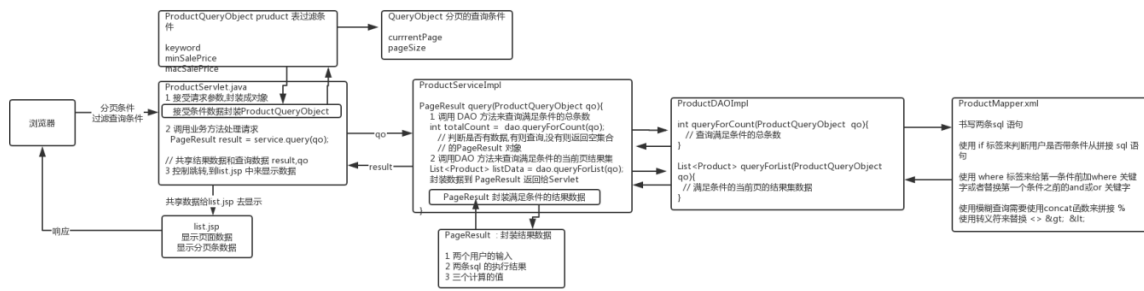 ProductQueryObject pruduct 表过滤条
件
keyword
minSalePrice
macSalePrice
QueryObject 分页的查询条件
currrentPage
pageSize
浏览器
分页条件
过滤查询条件
ProductServlet.java
1 接受请求参数,封装成对象
接受条件数据封装ProductQueryObject
2 调用业务方法处理请求
PageResult result = service.query(qo);
// 共享结果数据和查询数据 result,qo
3 控制跳转,到list.jsp 中来显示数据
qo
result
共享数据给list.jsp 去显示
list.jsp
显示页面数据
显示分页条数据
响应
ProductServiceImpl
PageResult query(ProductQueryObject qo){
1 调用 DAO 方法来查询满足条件的总条数
int totalCount = dao.queryForCount(qo);
// 判断是否有数据,有则查询,没有则返回空集合
// 的PageResult 对象
2 调用DAO 方法来查询满足条件的当前页结果集
List<Product> listData = dao.queryForList(qo);
封装数据到 PageResult 返回给Servlet
PageResult 封装满足条件的结果数据
}
PageResult : 封装结果数据
1 两个用户的输入
2 两条sql 的执行结果
3 三个计算的值
ProductDAOImpl
int queryForCount(ProductQueryObject qo){
// 查询满足条件的总条数
}
List<Product> queryForList(ProductQueryObject
qo){
// 满足条件的当前页的结果集数据
}
ProductMapper.xml
书写两条sql 语句
使用 if 标签来判断用户是否带条件从拼接 sql 语
句
使用 where 标签来给第一条件前加where 关键
字或者替换第一个条件之前的and或or 关键字
使用模糊查询需要使用concat函数来拼接 %
使用转义符来替换 <> &gt; &lt;